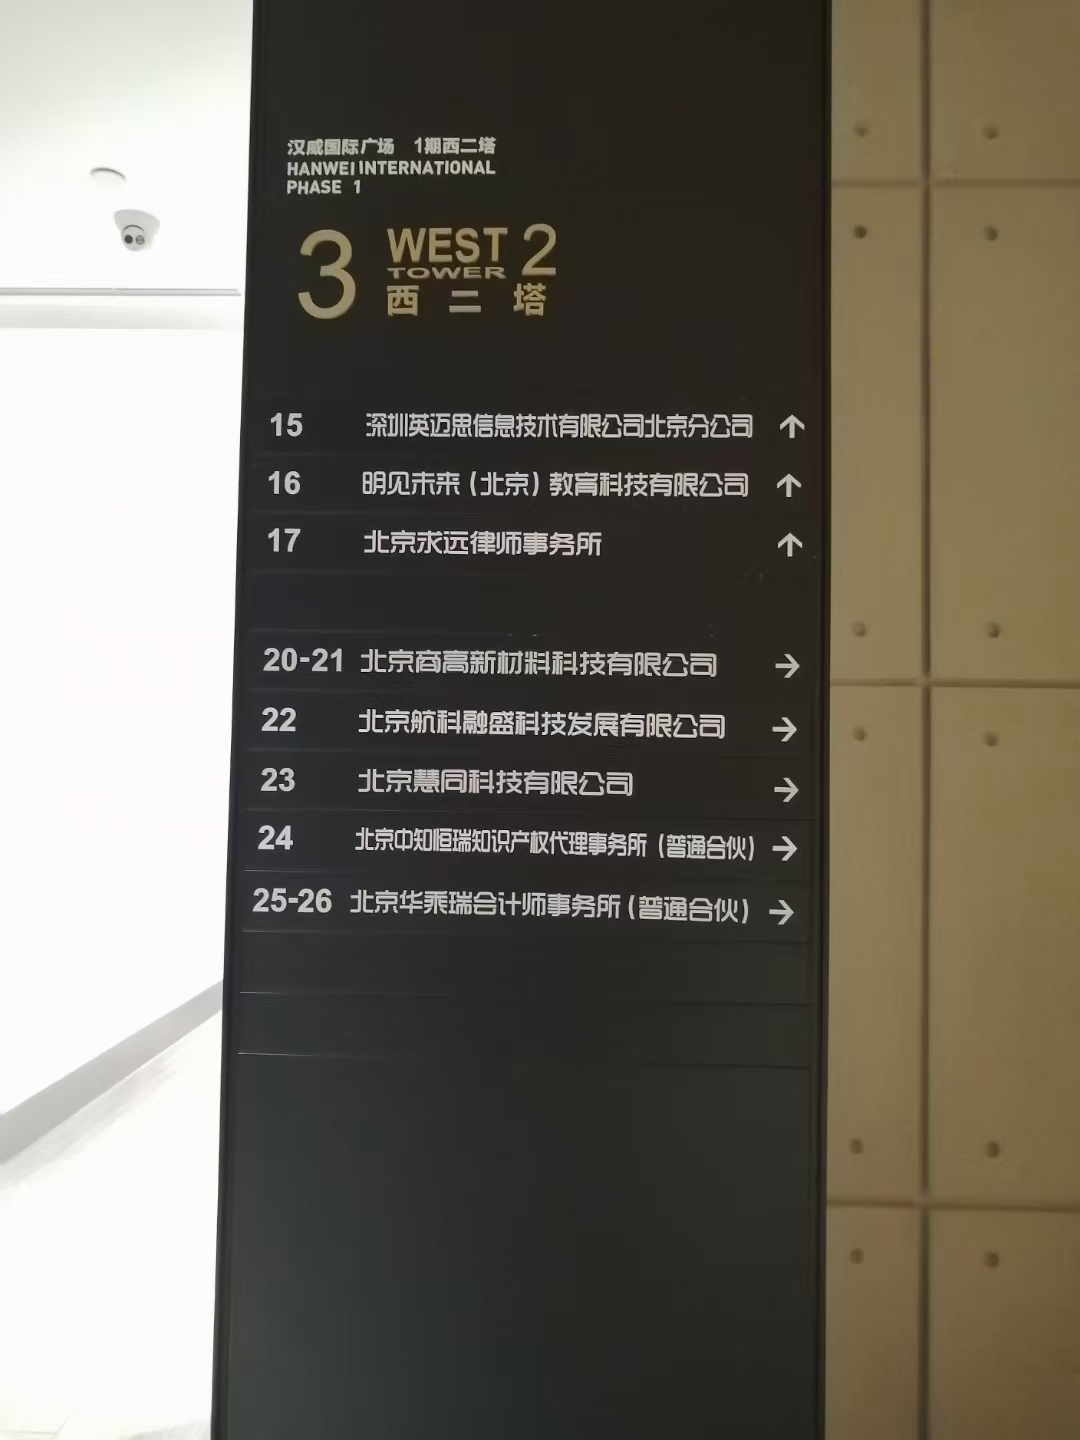 汉威国际广场 1期西二塔
HANWEI INTERNATIONAL
PHASE 1
3 WEST 2
TOWER
西二塔
15 深圳英迈思信息技术有限公司北京分公司 ↑
16 明见未来（北京）教育科技有限公司 ↑
17 北京求远律师事务所 ↑
20-21 北京商高新材料科技有限公司 →
22 北京航科融盛科技发展有限公司 →
23 北京慧同科技有限公司 →
24 北京中知恒瑞知识产权代理事务所（普通合伙） →
25-26 北京华乘瑞会计师事务所（普通合伙） →